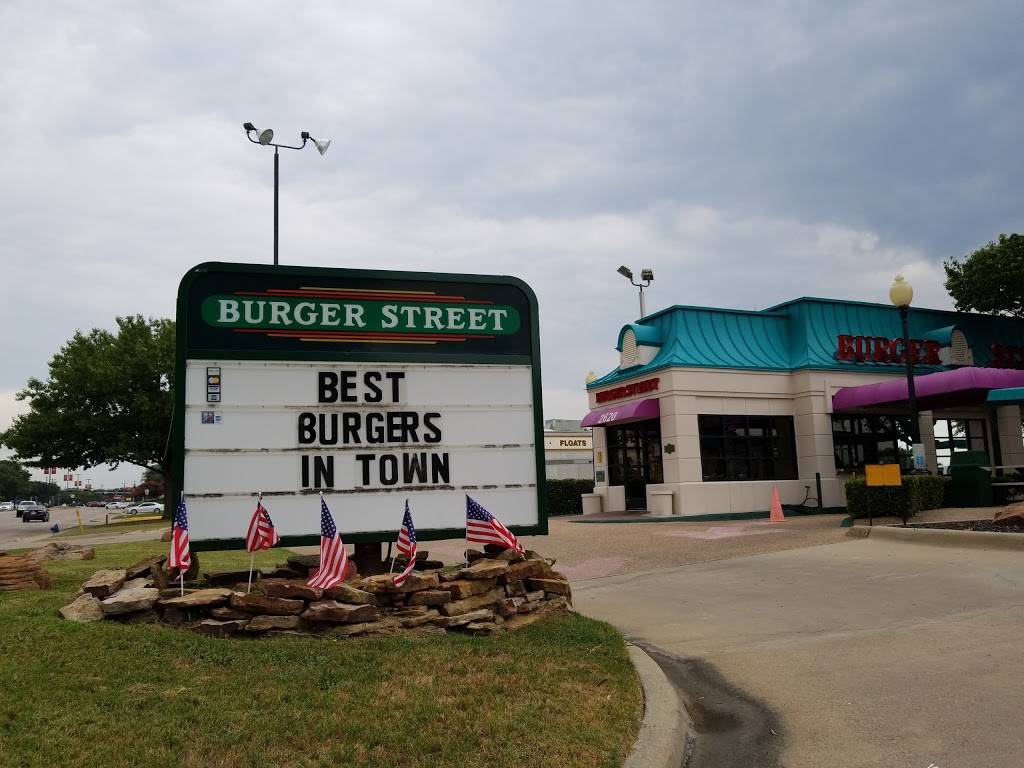 BURGER STREET
BEST
BURGERS
IN TOWN
FLOATS
BURGER STREET
2620
BURGER